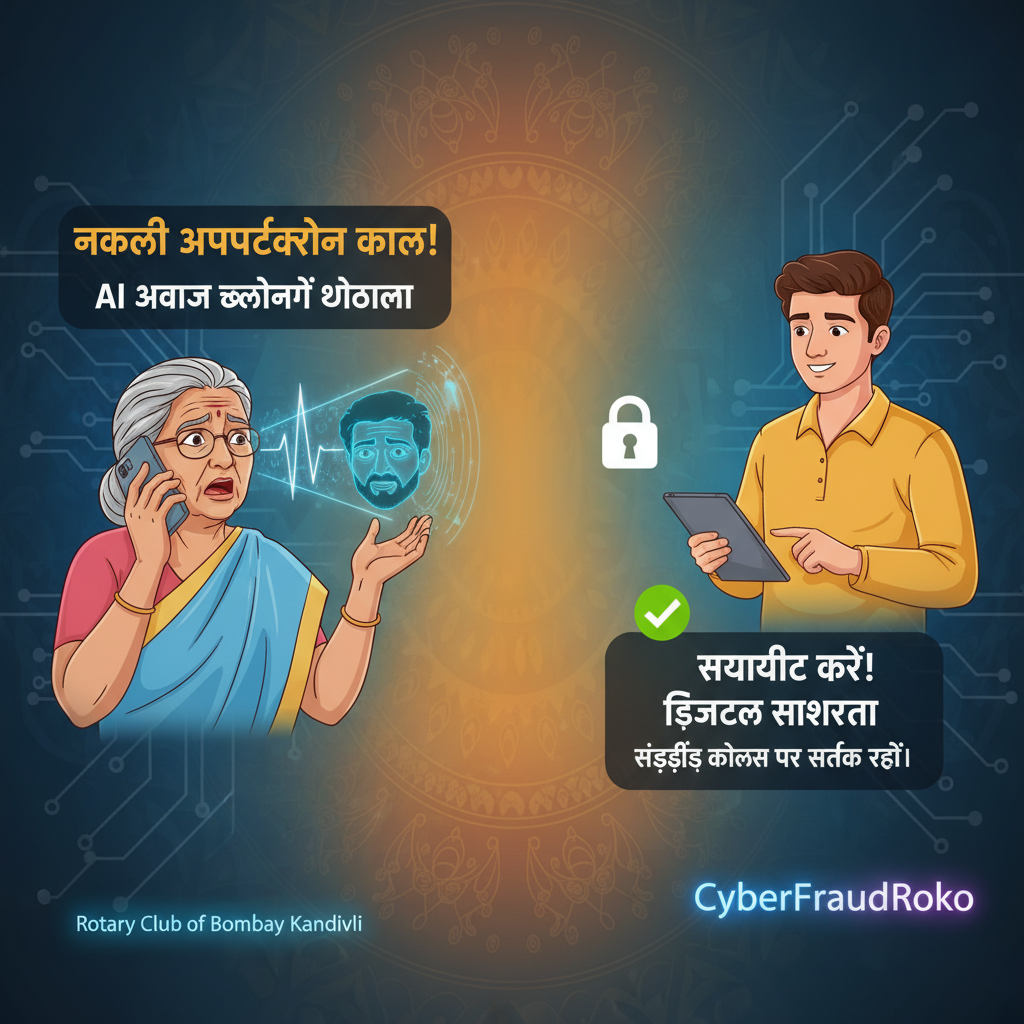 नकली अपपर्टक्रोन काल!
AI अवाज छ्लोनगें थोठाला
सयायीट करें!
ड़िजटल साशरता
संड़ड़ींड़ कोलस पर सर्तक रहों।
CyberFraudRoko
Rotary Club of Bombay Kandivli